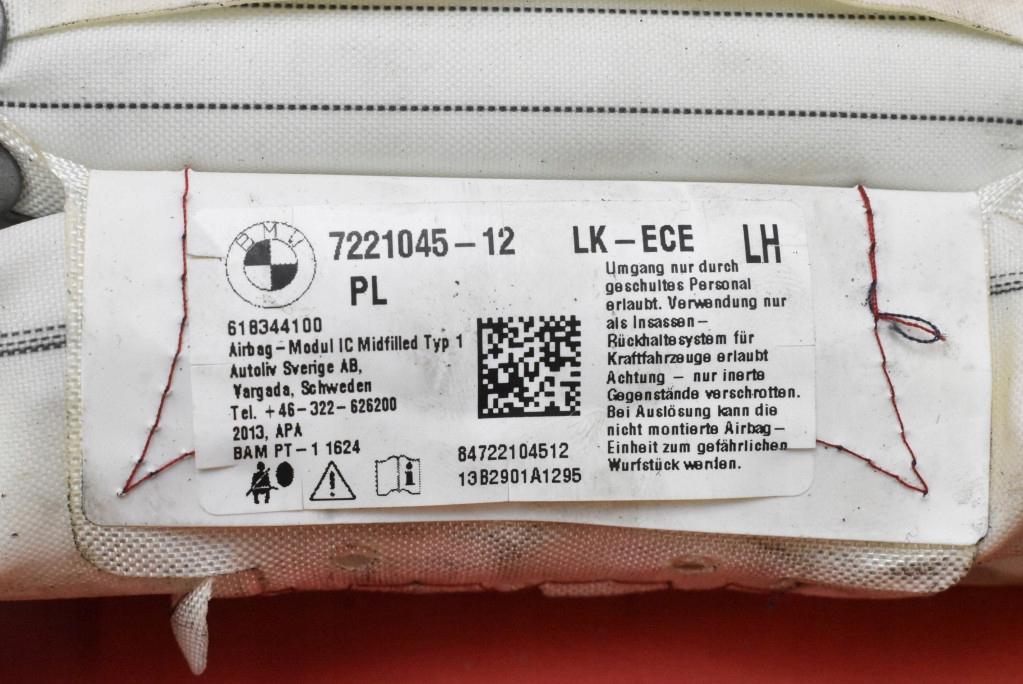 BMW
7221045-12 LK-ECE LH
PL
618344100
Airbag-Modul IC Midfilled Typ 1
Autoliv Sverige AB,
Vargada, Schweden
Tel. +46-322-626200
2013, APA
BAM PT-1 1624
84722104512
13B2901A1295
Umgang nur durch
geschultes Personal
erlaubt. Verwendung nur
als Insassen-
Rückhaltesystem für
Kraftfahrzeuge erlaubt
Achtung - nur inerte
Gegenstände verschrotten.
Bei Auslösung kann die
nicht montierte Airbag-
Einheit zum gefährlichen
Wurfstück werden.